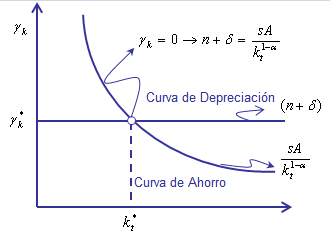 γₖ
γₖ = 0 → n + δ = sA / kₜ^{1-α}
Curva de Depreciación
(n + δ)
γₖ*
sA / kₜ^{1-α}
Curva de Ahorro
kₜ*